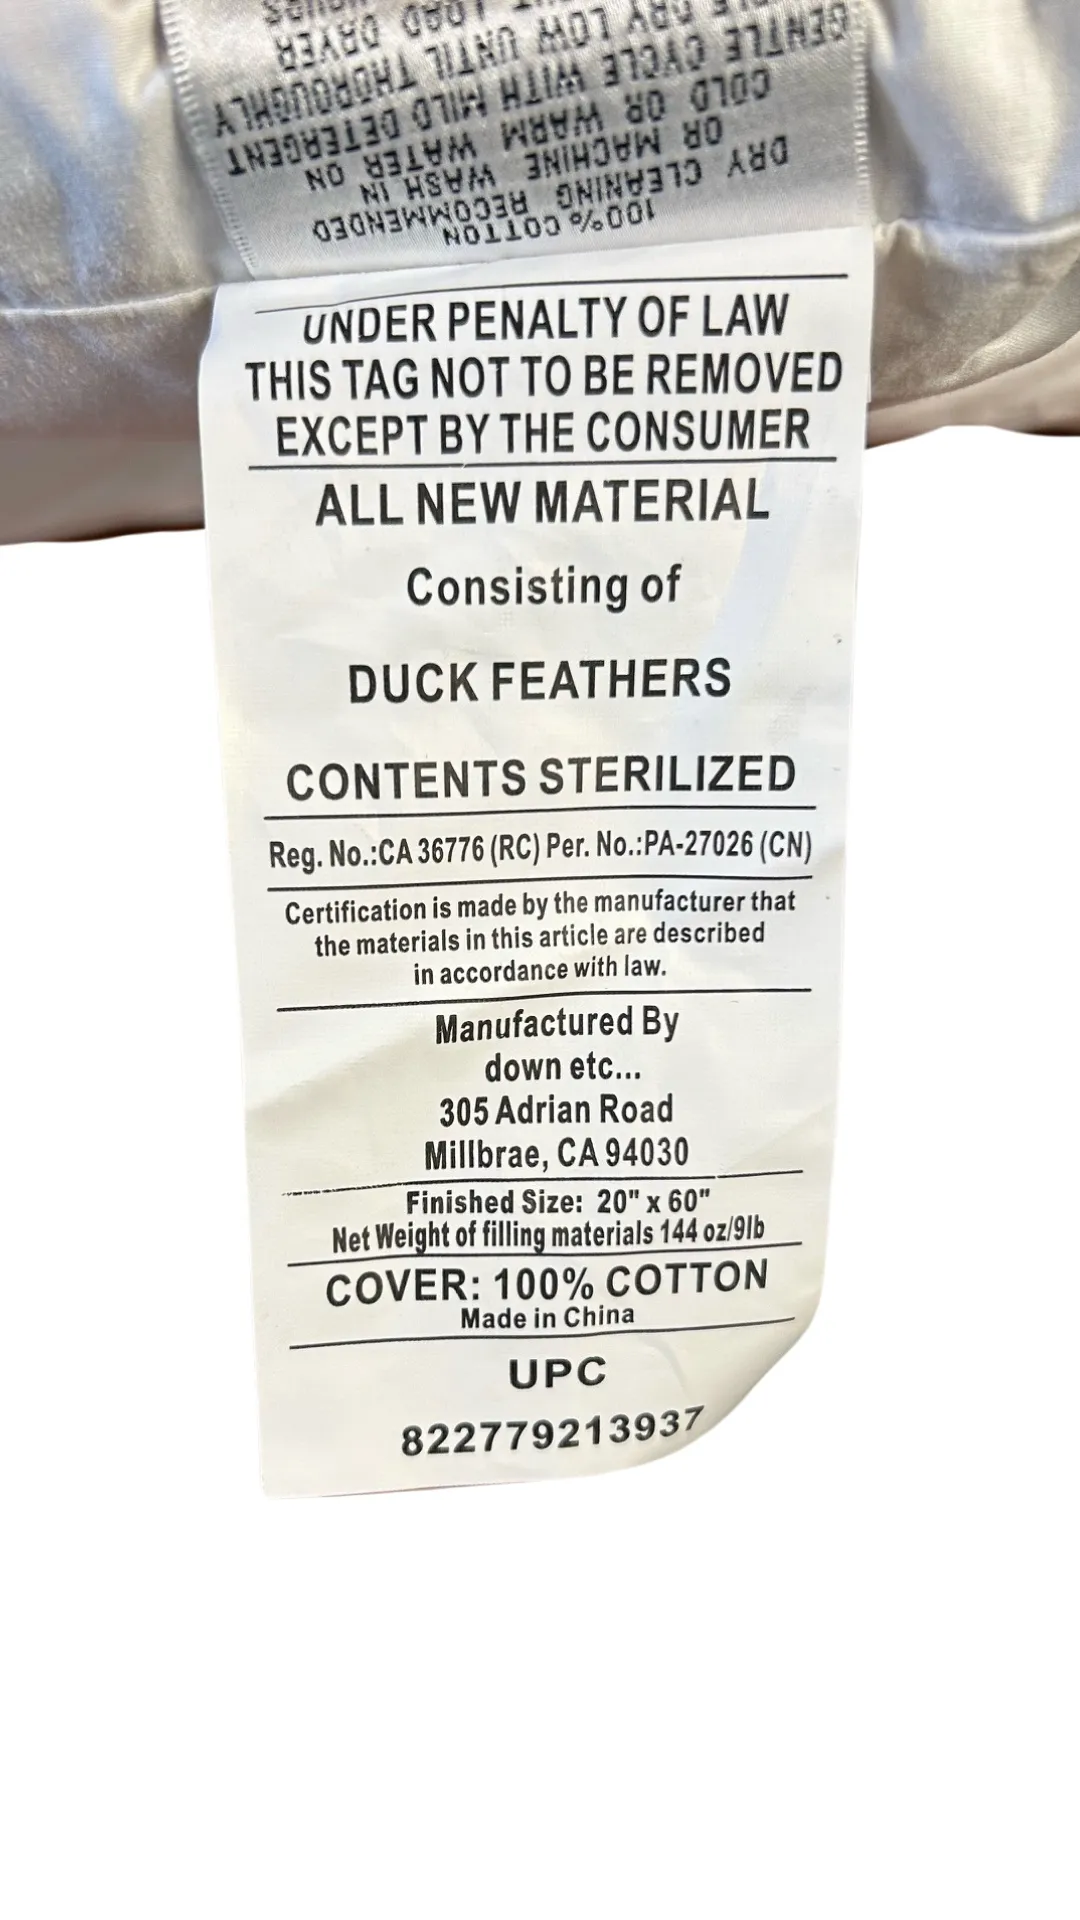 100% COTTON
DRY CLEANING RECOMMENDED
OR MACHINE WASH IN
COLD OR WARM WATER ON
GENTLE CYCLE WITH MILD DETERGENT
DRY LOW UNTIL THOROUGHLY
LOAD DRYER
UNDER PENALTY OF LAW
THIS TAG NOT TO BE REMOVED
EXCEPT BY THE CONSUMER
ALL NEW MATERIAL
Consisting of
DUCK FEATHERS
CONTENTS STERILIZED
Reg. No.:CA 36776 (RC) Per. No.:PA-27026 (CN)
Certification is made by the manufacturer that
the materials in this article are described
in accordance with law.
Manufactured By
down etc...
305 Adrian Road
Millbrae, CA 94030
Finished Size: 20" x 60"
Net Weight of filling materials 144 oz/9lb
COVER: 100% COTTON
Made in China
UPC
822779213937